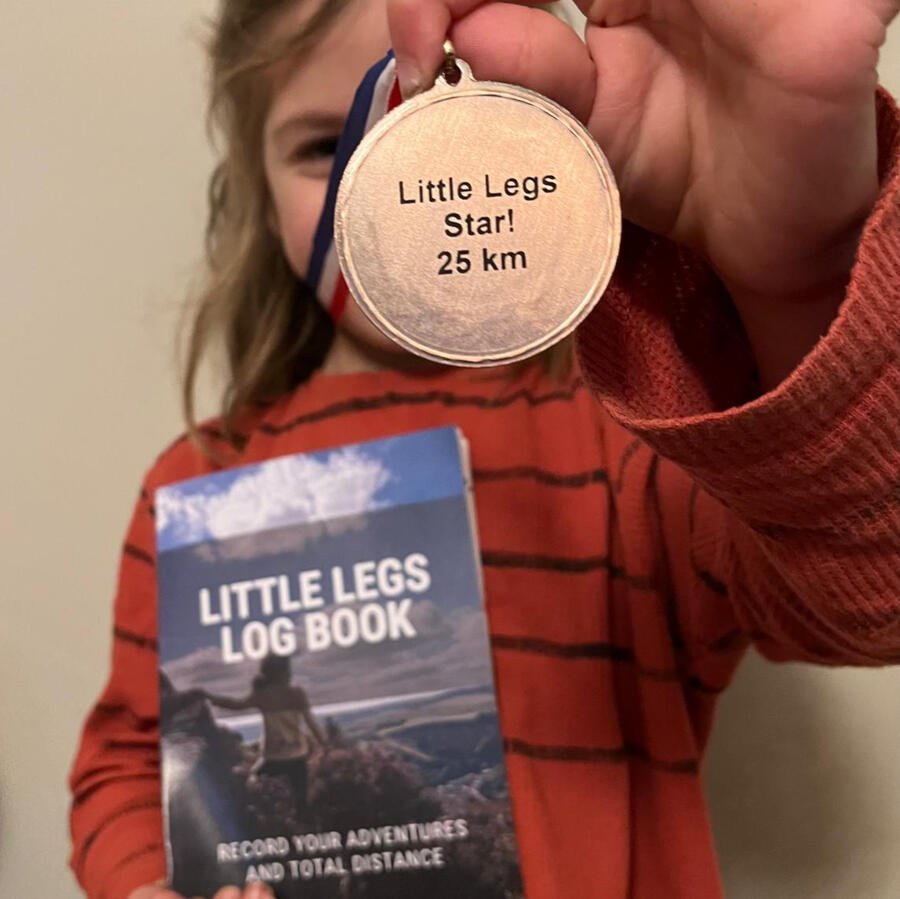 Little Legs
Star!
25 km
LITTLE LEGS
LOG BOOK
RECORD YOUR ADVENTURES
AND TOTAL DISTANCE